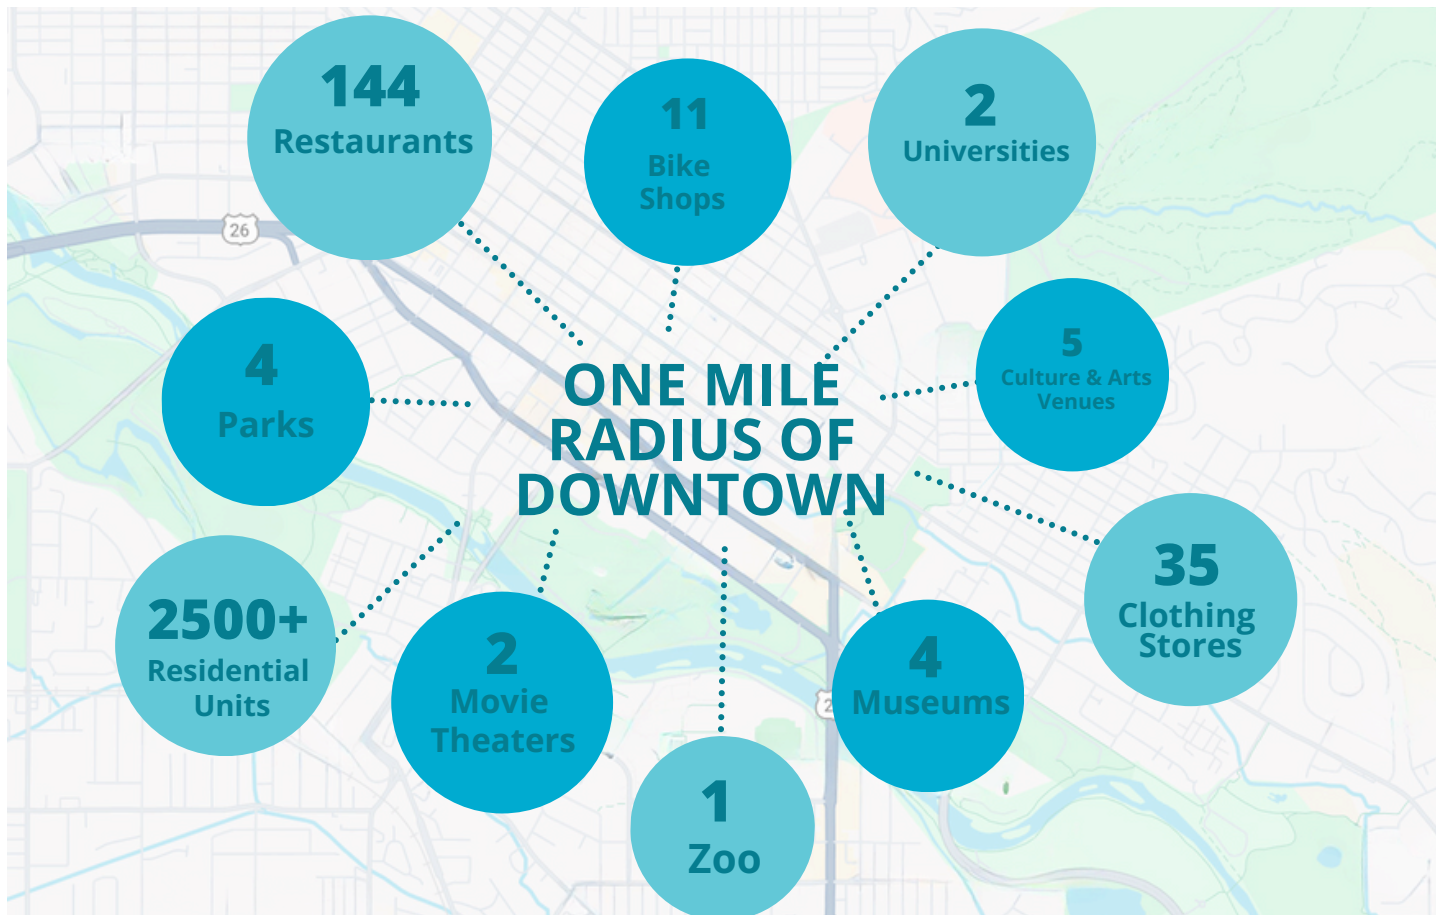 144
Restaurants
11
Bike
Shops
2
Universities
26
4
Parks
ONE MILE
RADIUS OF
DOWNTOWN
5
Culture & Arts
Venues
2500+
Residential
Units
2
Movie
Theaters
1
Zoo
4
Museums
35
Clothing
Stores